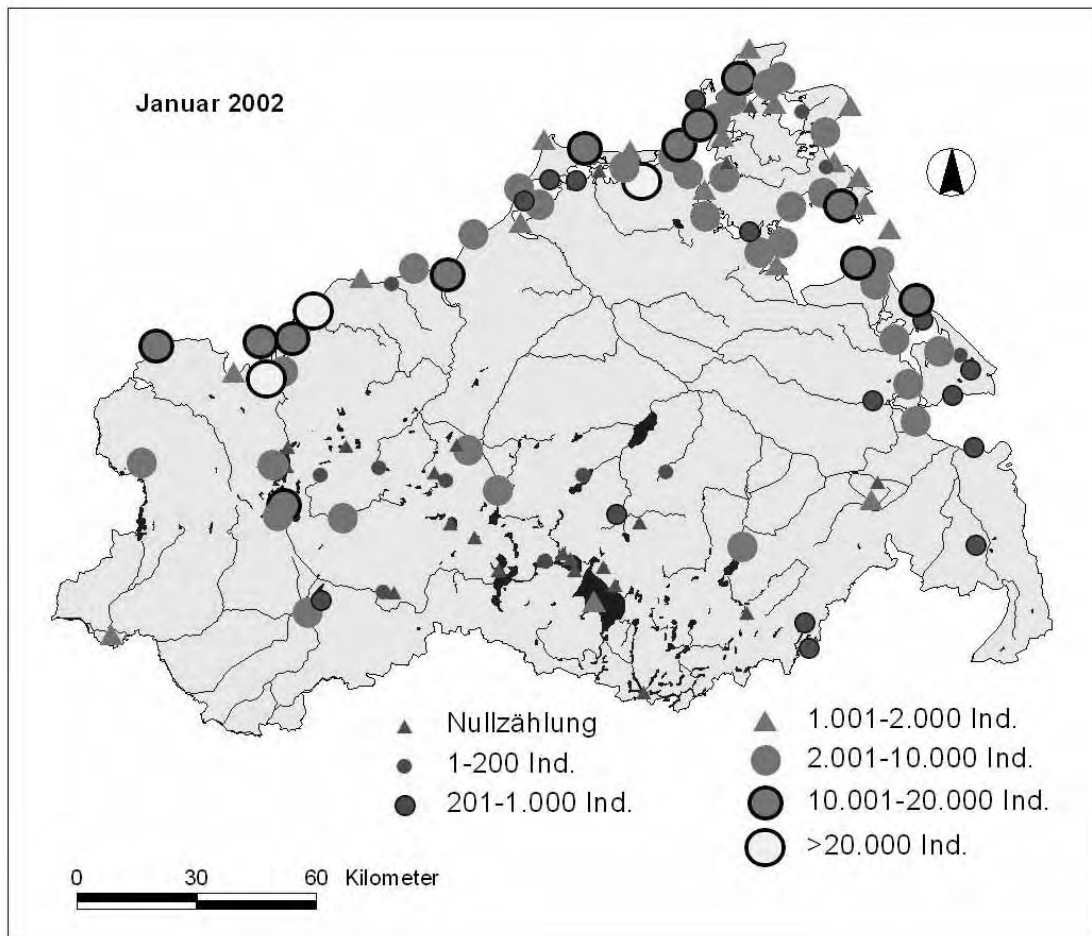 Januar 2002
Nullzählung
1-200 Ind.
201-1.000 Ind.
1.001-2.000 Ind.
2.001-10.000 Ind.
10.001-20.000 Ind.
>20.000 Ind.
0 30 60 Kilometer